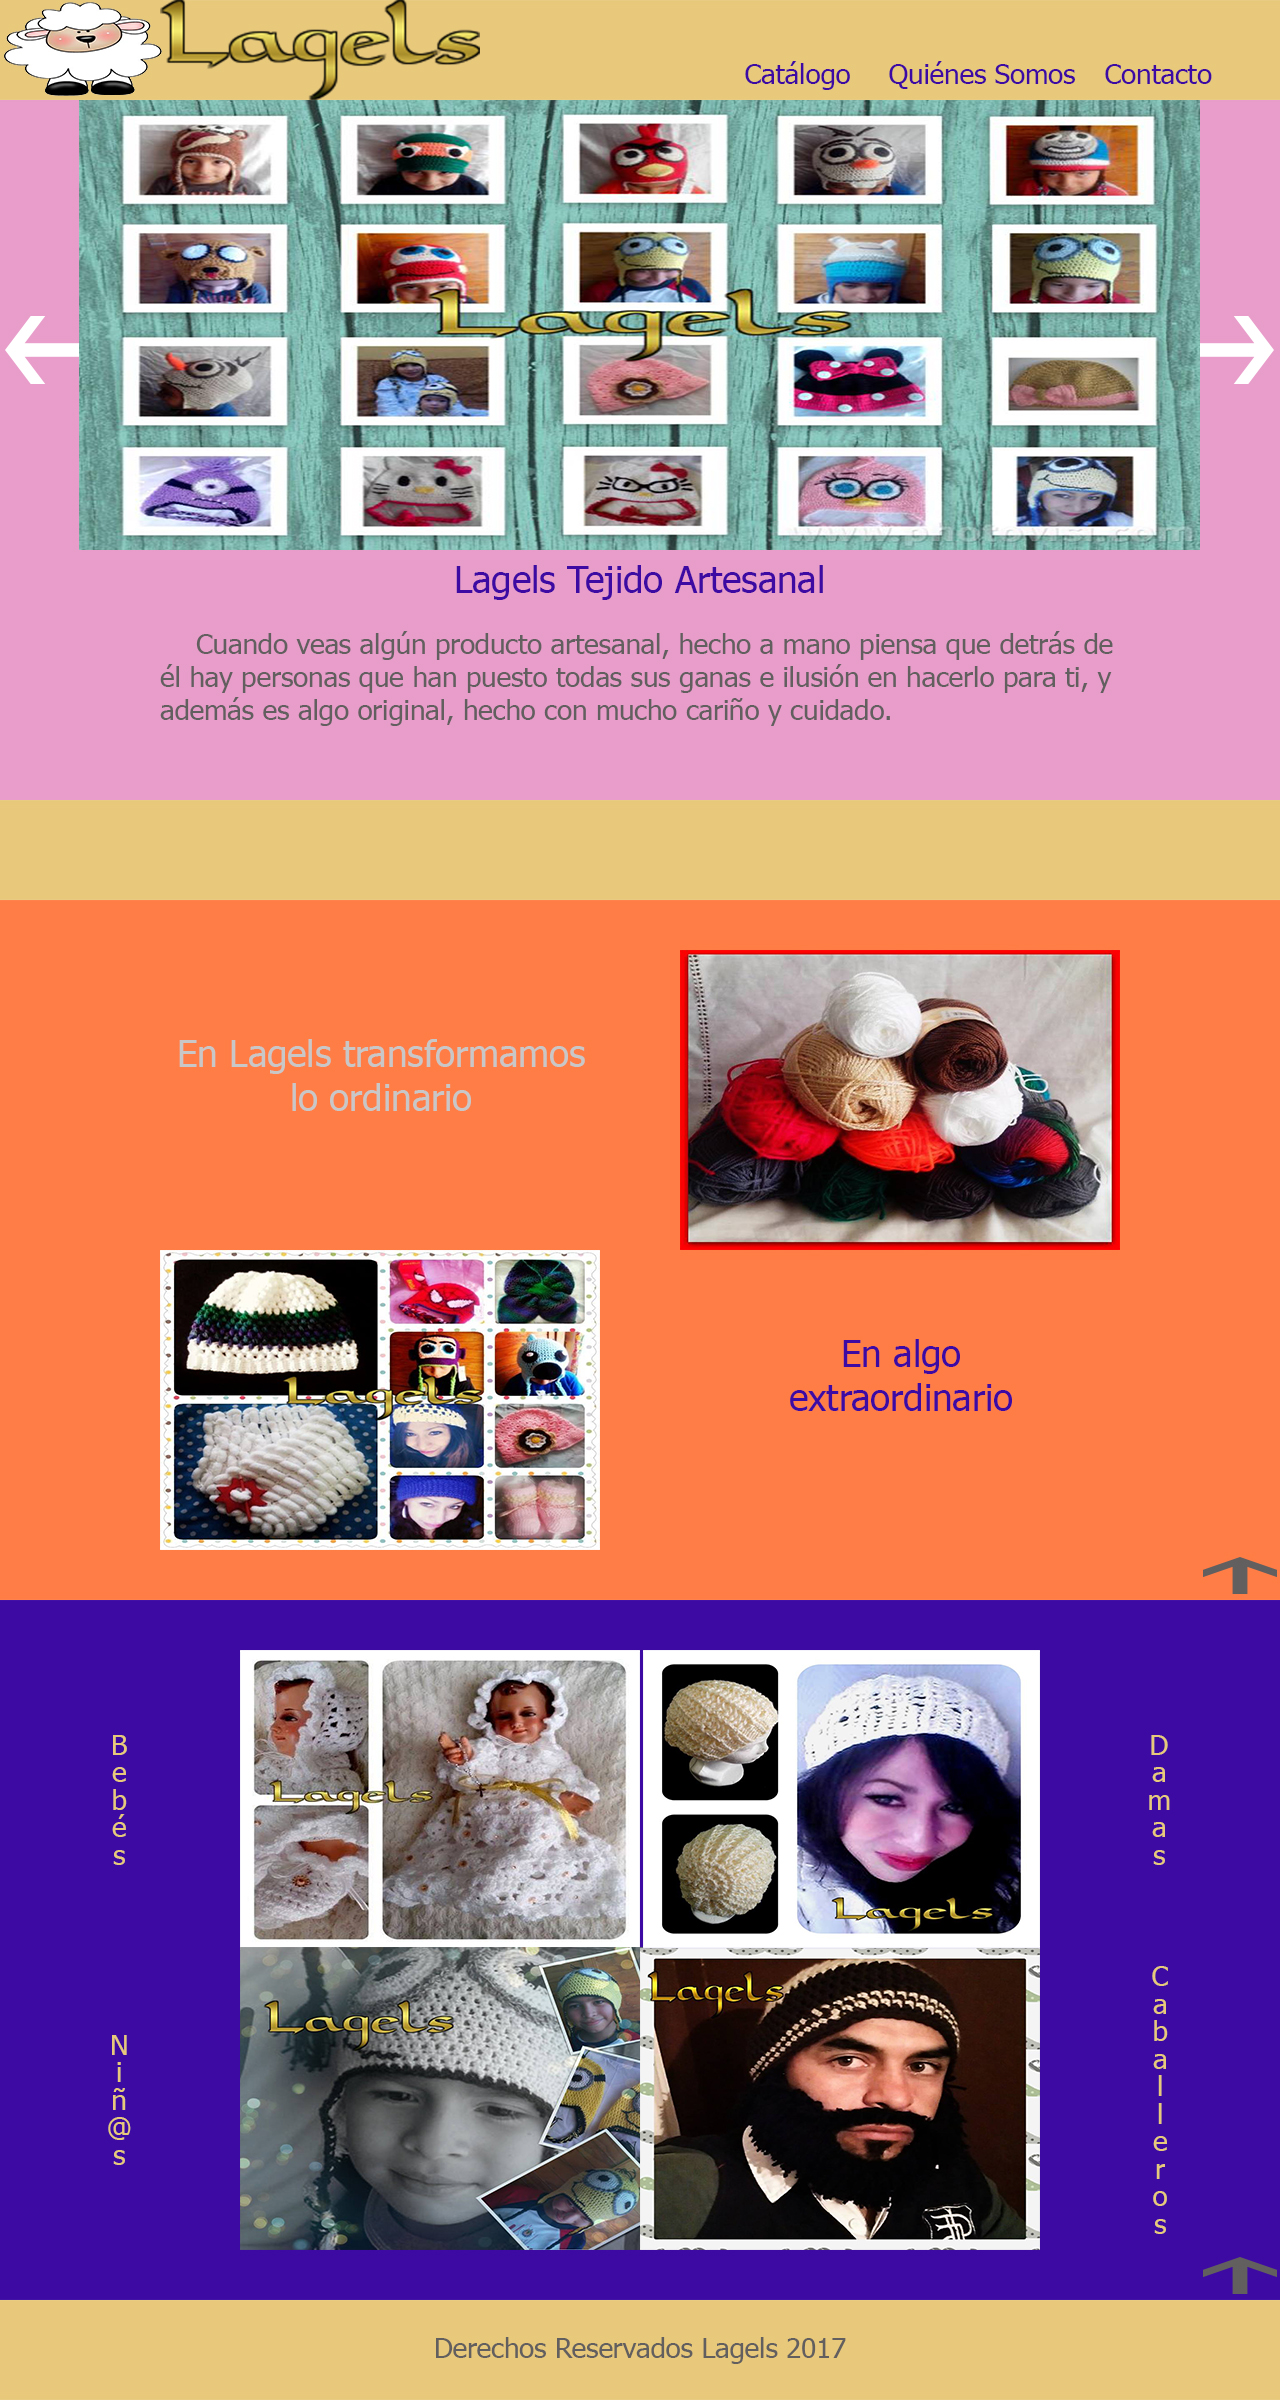 Lagels
Catálogo Quiénes Somos Contacto
Lagels
www.photovisi.com
Lagels Tejido Artesanal
Cuando veas algún producto artesanal, hecho a mano piensa que detrás de
él hay personas que han puesto todas sus ganas e ilusión en hacerlo para ti, y
además es algo original, hecho con mucho cariño y cuidado.
En Lagels transformamos
lo ordinario
Lagels
En algo
extraordinario
Bebés
Lagels
Lagels
Damas
Niñ@s
Lagels
Lagels
Caballeros
Derechos Reservados Lagels 2017